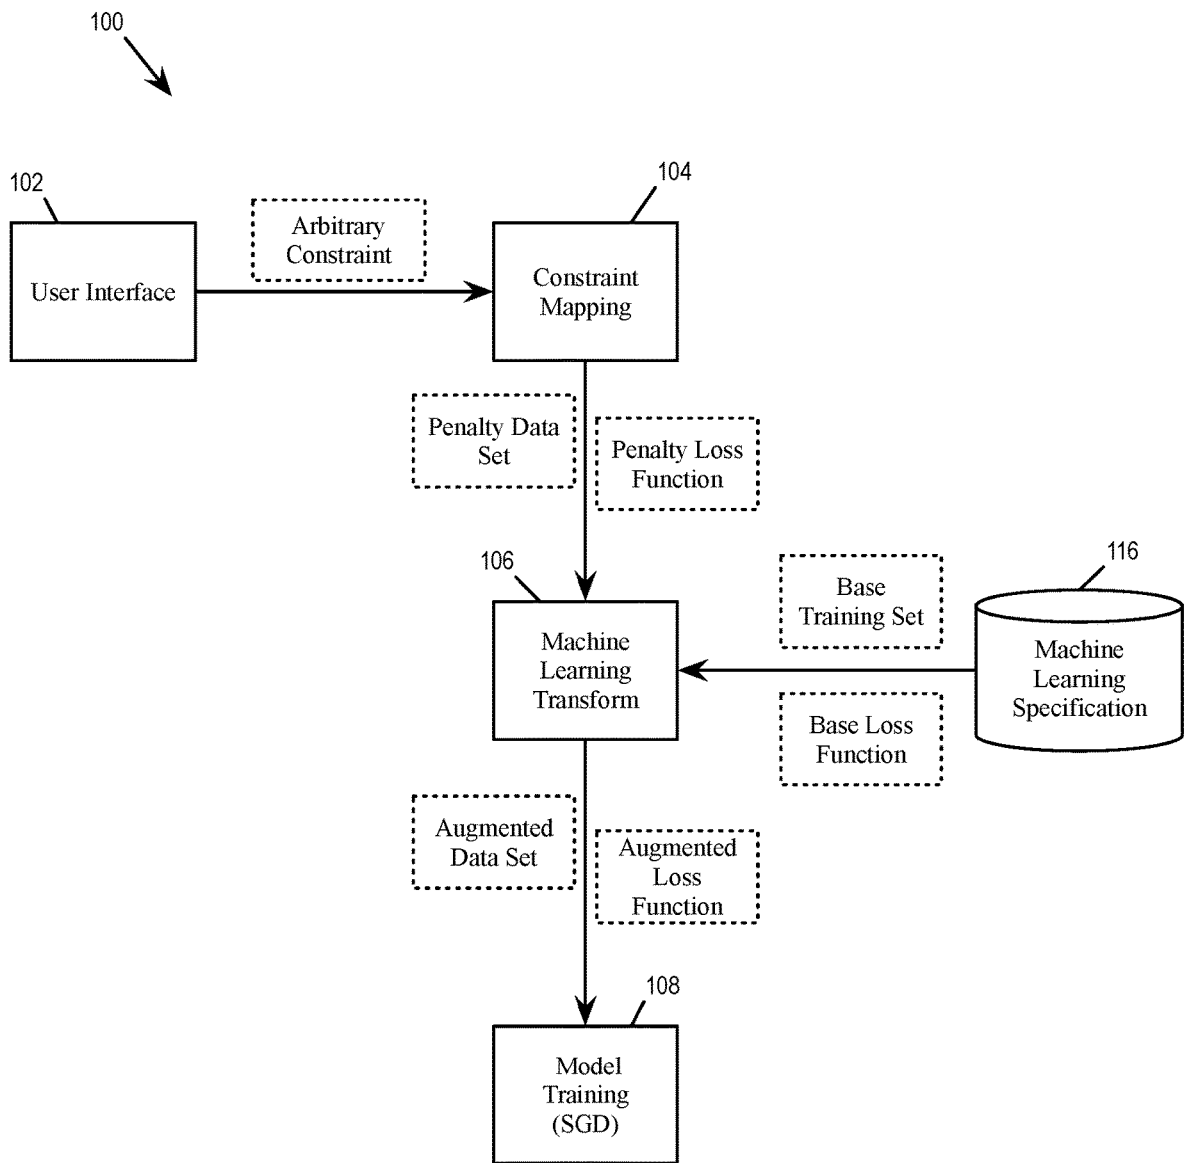 100
102
104
Arbitrary
Constraint
User Interface
Constraint
Mapping
Penalty Data
Set
Penalty Loss
Function
106
116
Base
Training Set
Machine
Learning
Transform
Machine
Learning
Specification
Base Loss
Function
Augmented
Data Set
Augmented
Loss
Function
108
Model
Training
(SGD)